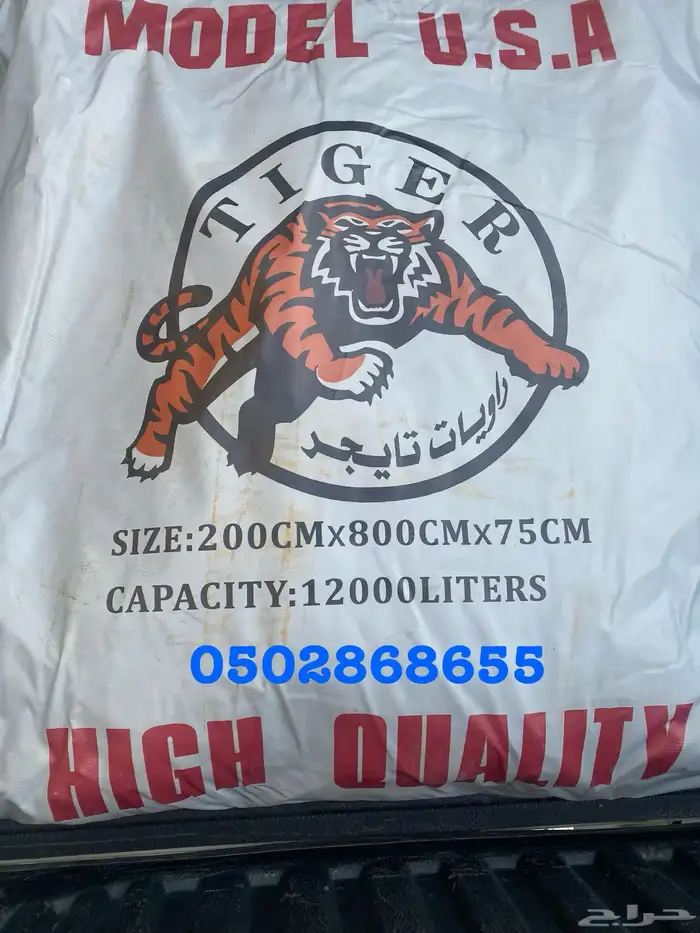 MODEL U.S.A
TIGER
راويات تايجر
SIZE:200CMX800CMX75CM
CAPACITY:12000LITERS
0502868655
HIGH QUALITY
حراج